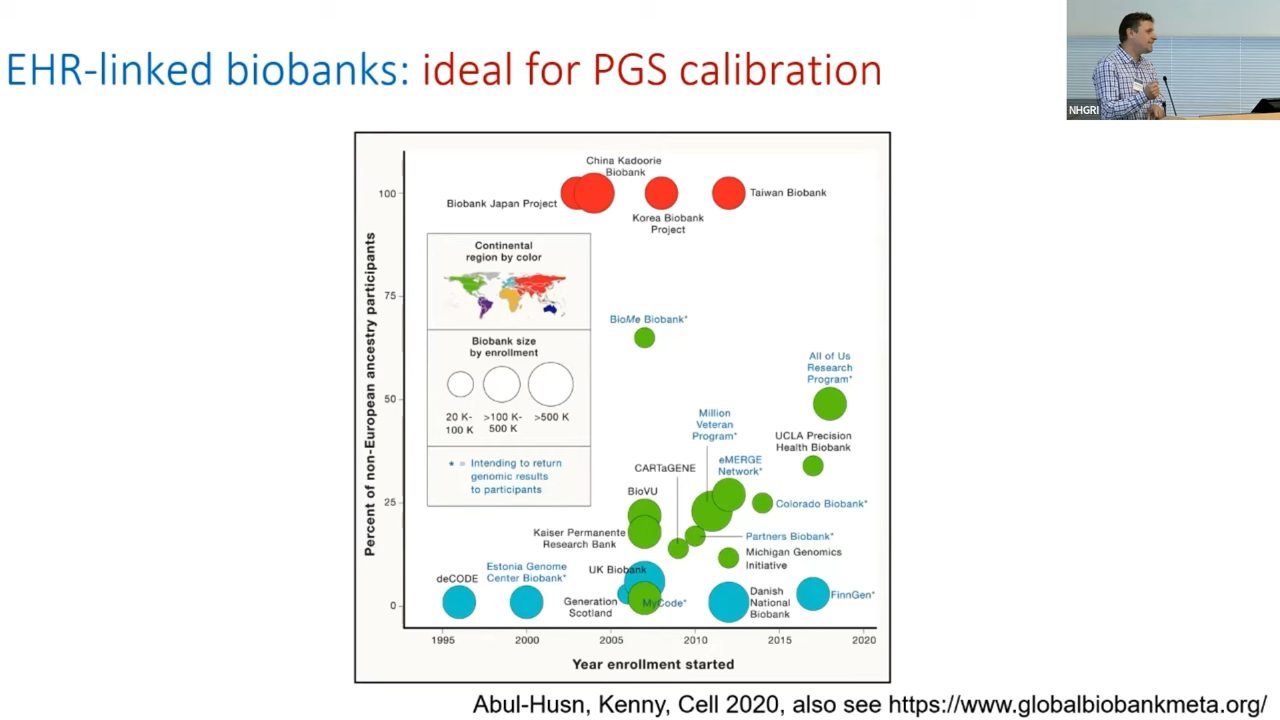 EHR-linked biobanks: ideal for PGS calibration
NHGRI
China Kadoorie
Biobank
Biobank Japan Project
Korea Biobank
Project
Taiwan Biobank
Continental
region by color
Biobank size
by enrollment
20 K-
100 K
>100 K-
500 K
>500 K
* = Intending to return
genomic results
to participants
BioMe Biobank*
All of Us
Research
Program*
Million
Veteran
Program*
UCLA Precision
Health Biobank
eMERGE
Network*
CARTaGENE
BioVU
Colorado Biobank*
Kaiser Permanente
Research Bank
Partners Biobank*
Michigan Genomics
Initiative
UK Biobank
Estonia Genome
Center Biobank*
deCODE
Generation
Scotland
MyCode*
Danish
National
Biobank
FinnGen*
Percent of non-European ancestry participants
100
75
50
25
0
1995
2000
2005
2010
2015
2020
Year enrollment started
Abul-Husn, Kenny, Cell 2020, also see https://www.globalbiobankmeta.org/